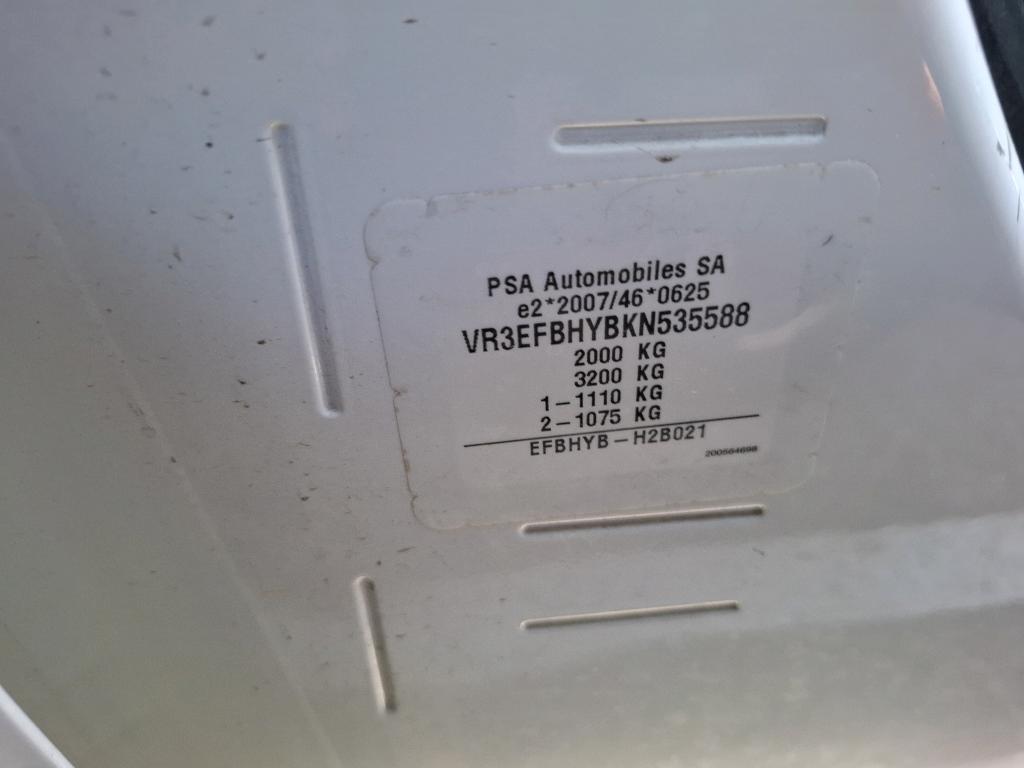 PSA Automobiles SA
e2*2007/46*0625
VR3EFBHYBKN535588
2000 KG
3200 KG
1-1110 KG
2-1075 KG
EFBHYB-H2B021
200564698